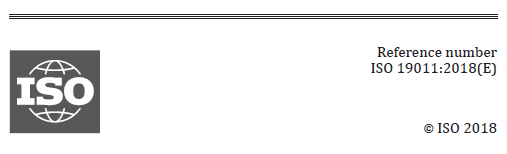 ISO
Reference number
ISO 19011:2018(E)
© ISO 2018